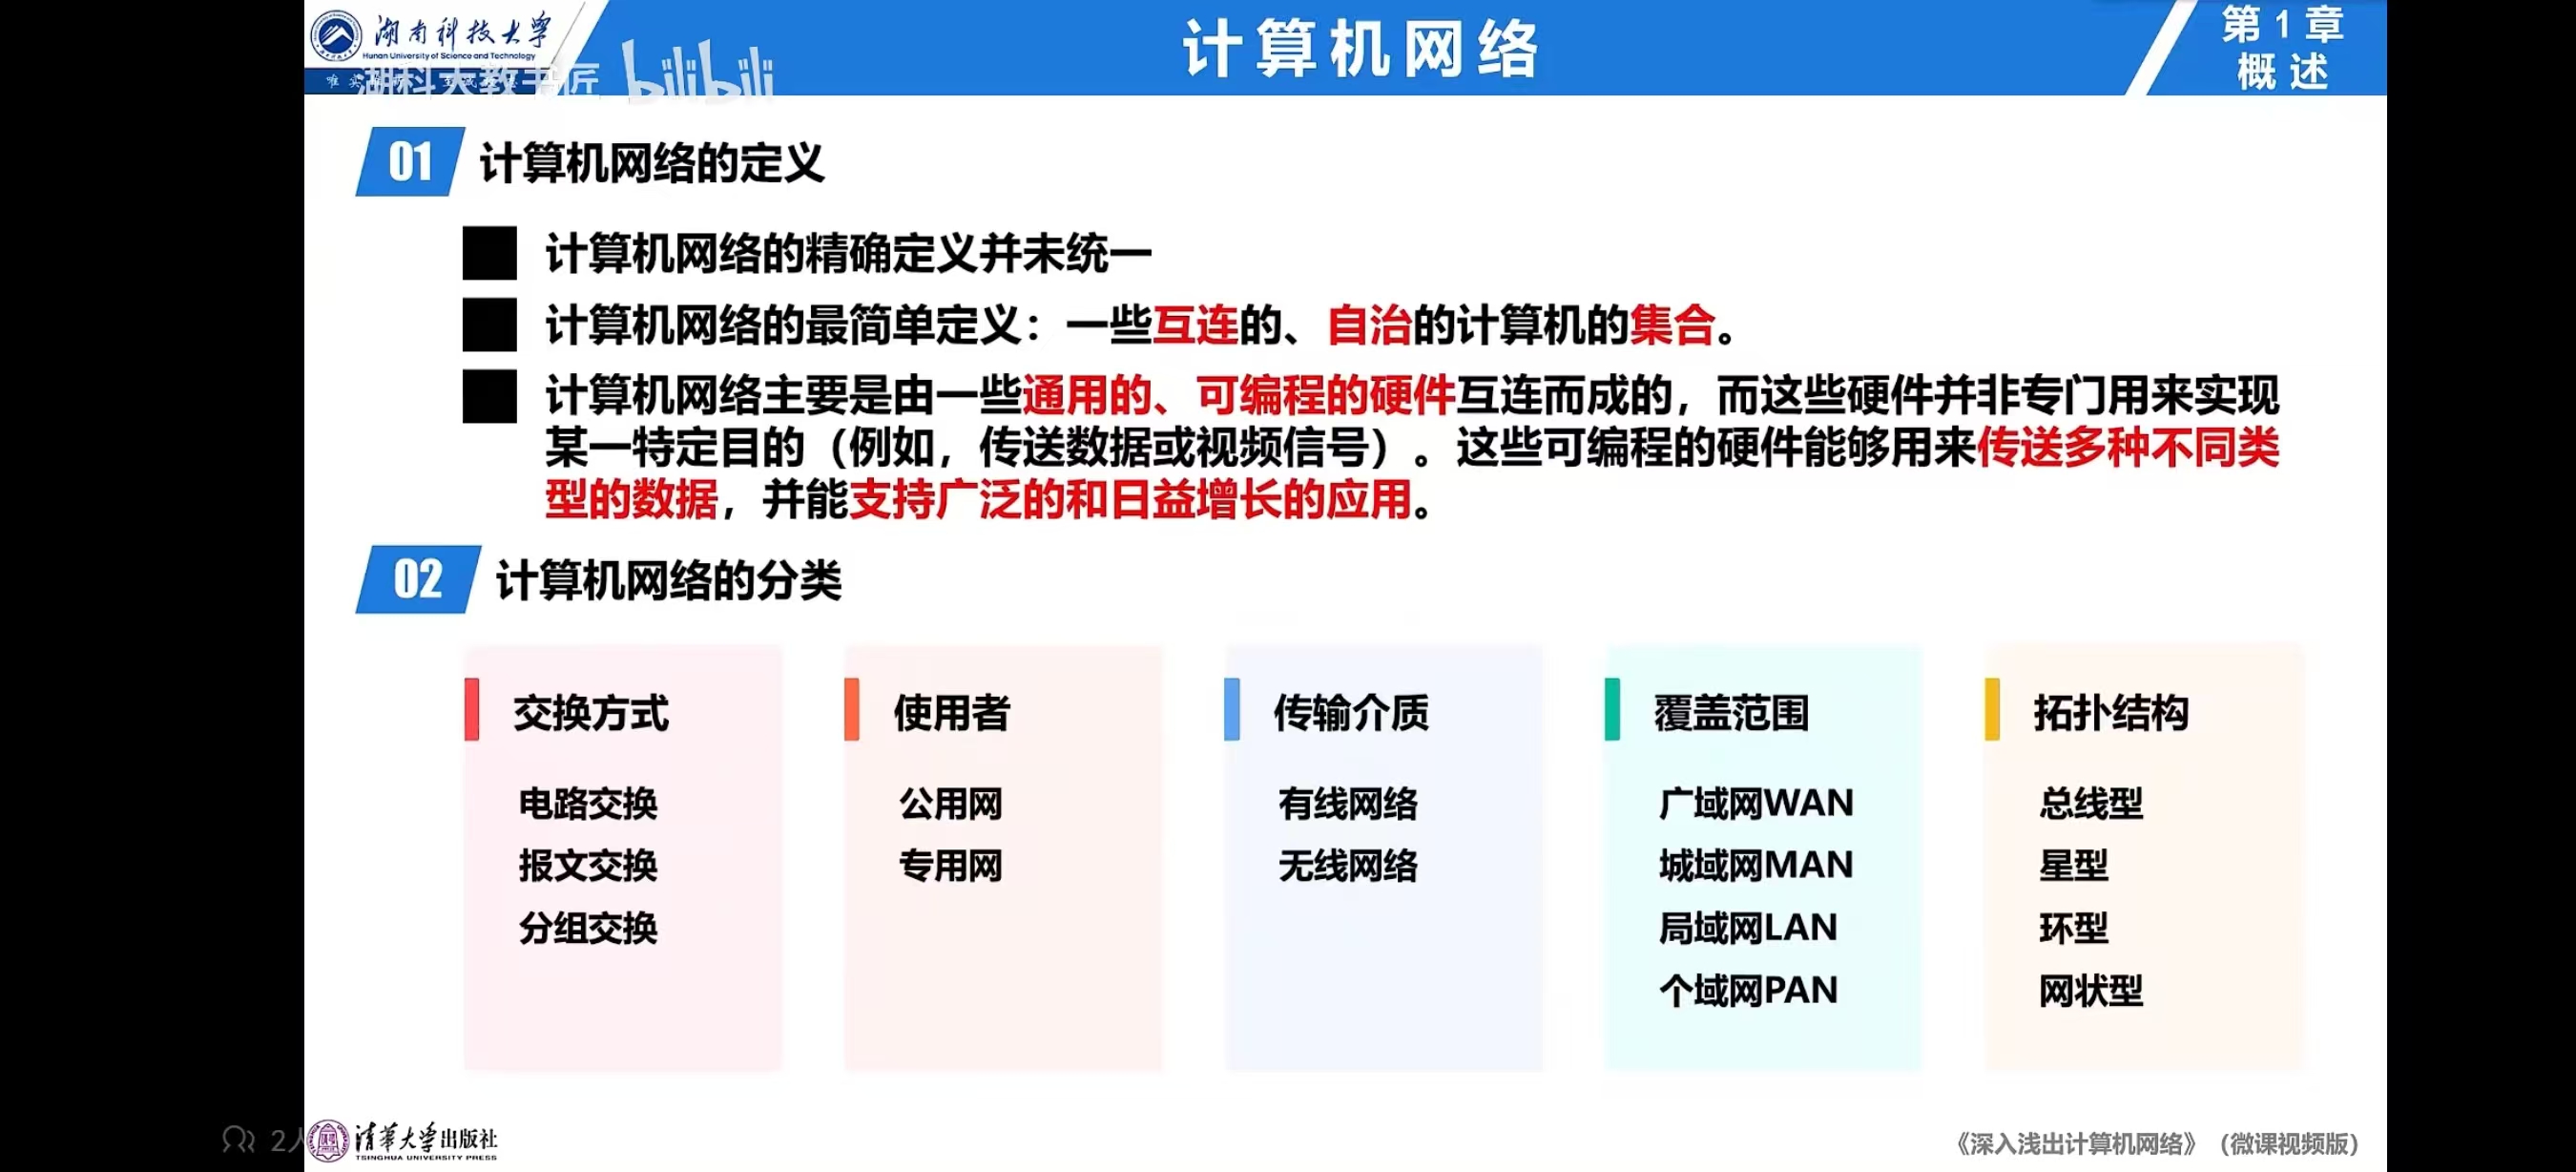 湖南科技大学
Hunan University of Science and Technology
湖科大教书匠 bilibili
计算机网络
第1章
概述
01 计算机网络的定义
计算机网络的精确定义并未统一
计算机网络的最简单定义：一些互连的、自治的计算机的集合。
计算机网络主要是由一些通用的、可编程的硬件互连而成的，而这些硬件并非专门用来实现
某一特定目的（例如，传送数据或视频信号）。这些可编程的硬件能够用来传送多种不同类
型的数据，并能支持广泛的和日益增长的应用。
02 计算机网络的分类
交换方式
电路交换
报文交换
分组交换
使用者
公用网
专用网
传输介质
有线网络
无线网络
覆盖范围
广域网WAN
城域网MAN
局域网LAN
个域网PAN
拓扑结构
总线型
星型
环型
网状型
2人
清华大学出版社
TSINGHUA UNIVERSITY PRESS
《深入浅出计算机网络》（微课视频版）